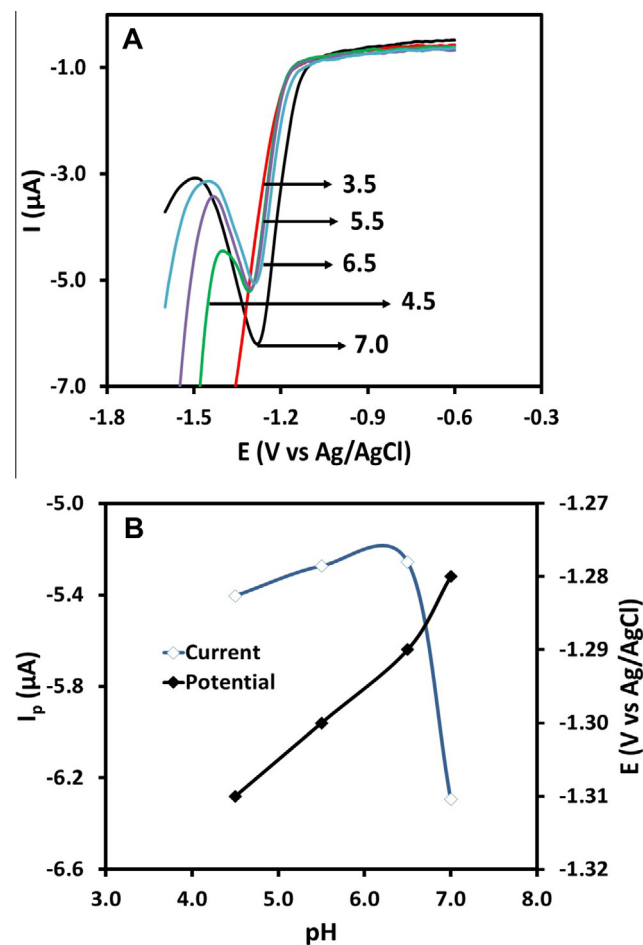 A
-1.0
-3.0
-5.0
-7.0
I (µA)
3.5
5.5
6.5
4.5
7.0
-1.8 -1.5 -1.2 -0.9 -0.6 -0.3
E (V vs Ag/AgCl)
B
-5.0
-5.4
-5.8
-6.2
-6.6
Ip (µA)
Current
Potential
-1.27
-1.28
-1.29
-1.30
-1.31
-1.32
E (V vs Ag/AgCl)
3.0 4.0 5.0 6.0 7.0 8.0
pH